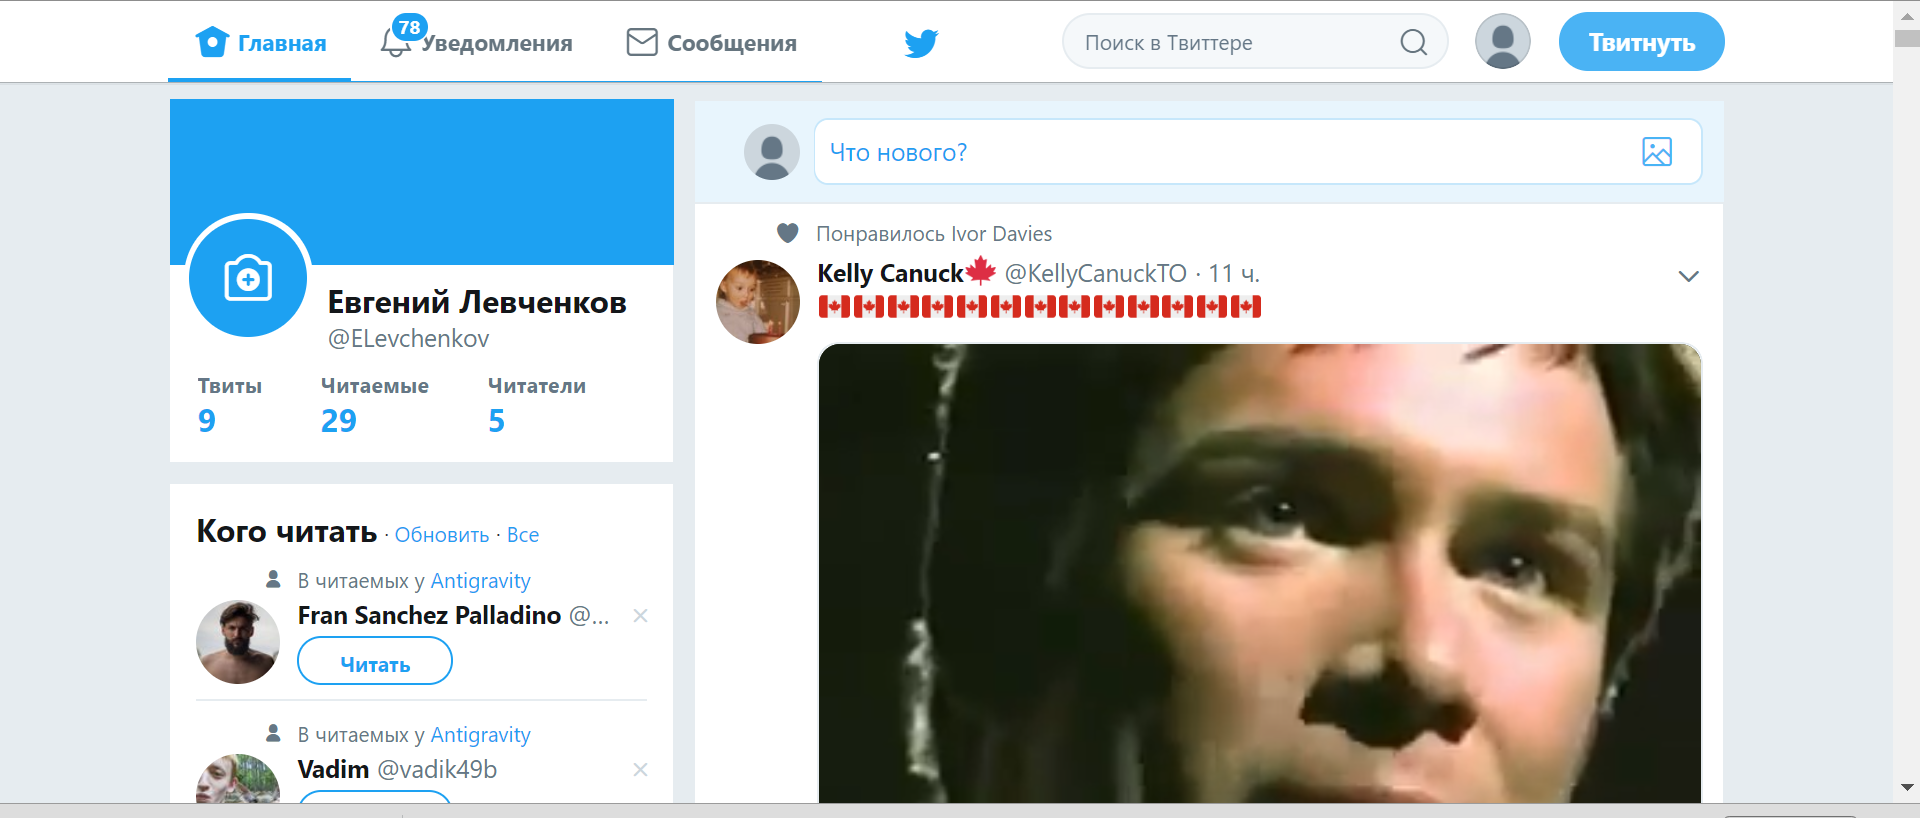 Главная
78
Уведомления
Сообщения
Поиск в Твиттере
Твитнуть
Евгений Левченков
@ELevchenkov
Твиты Читаемые Читатели
9 29 5
Кого читать · Обновить · Все
В читаемых у Antigravity
Fran Sanchez Palladino @...
Читать
В читаемых у Antigravity
Vadim @vadik49b
Что нового?
Понравилось Ivor Davies
Kelly Canuck🍁 @KellyCanuckTO · 11 ч.
🇨🇦🇨🇦🇨🇦🇨🇦🇨🇦🇨🇦🇨🇦🇨🇦🇨🇦🇨🇦🇨🇦🇨🇦🇨🇦